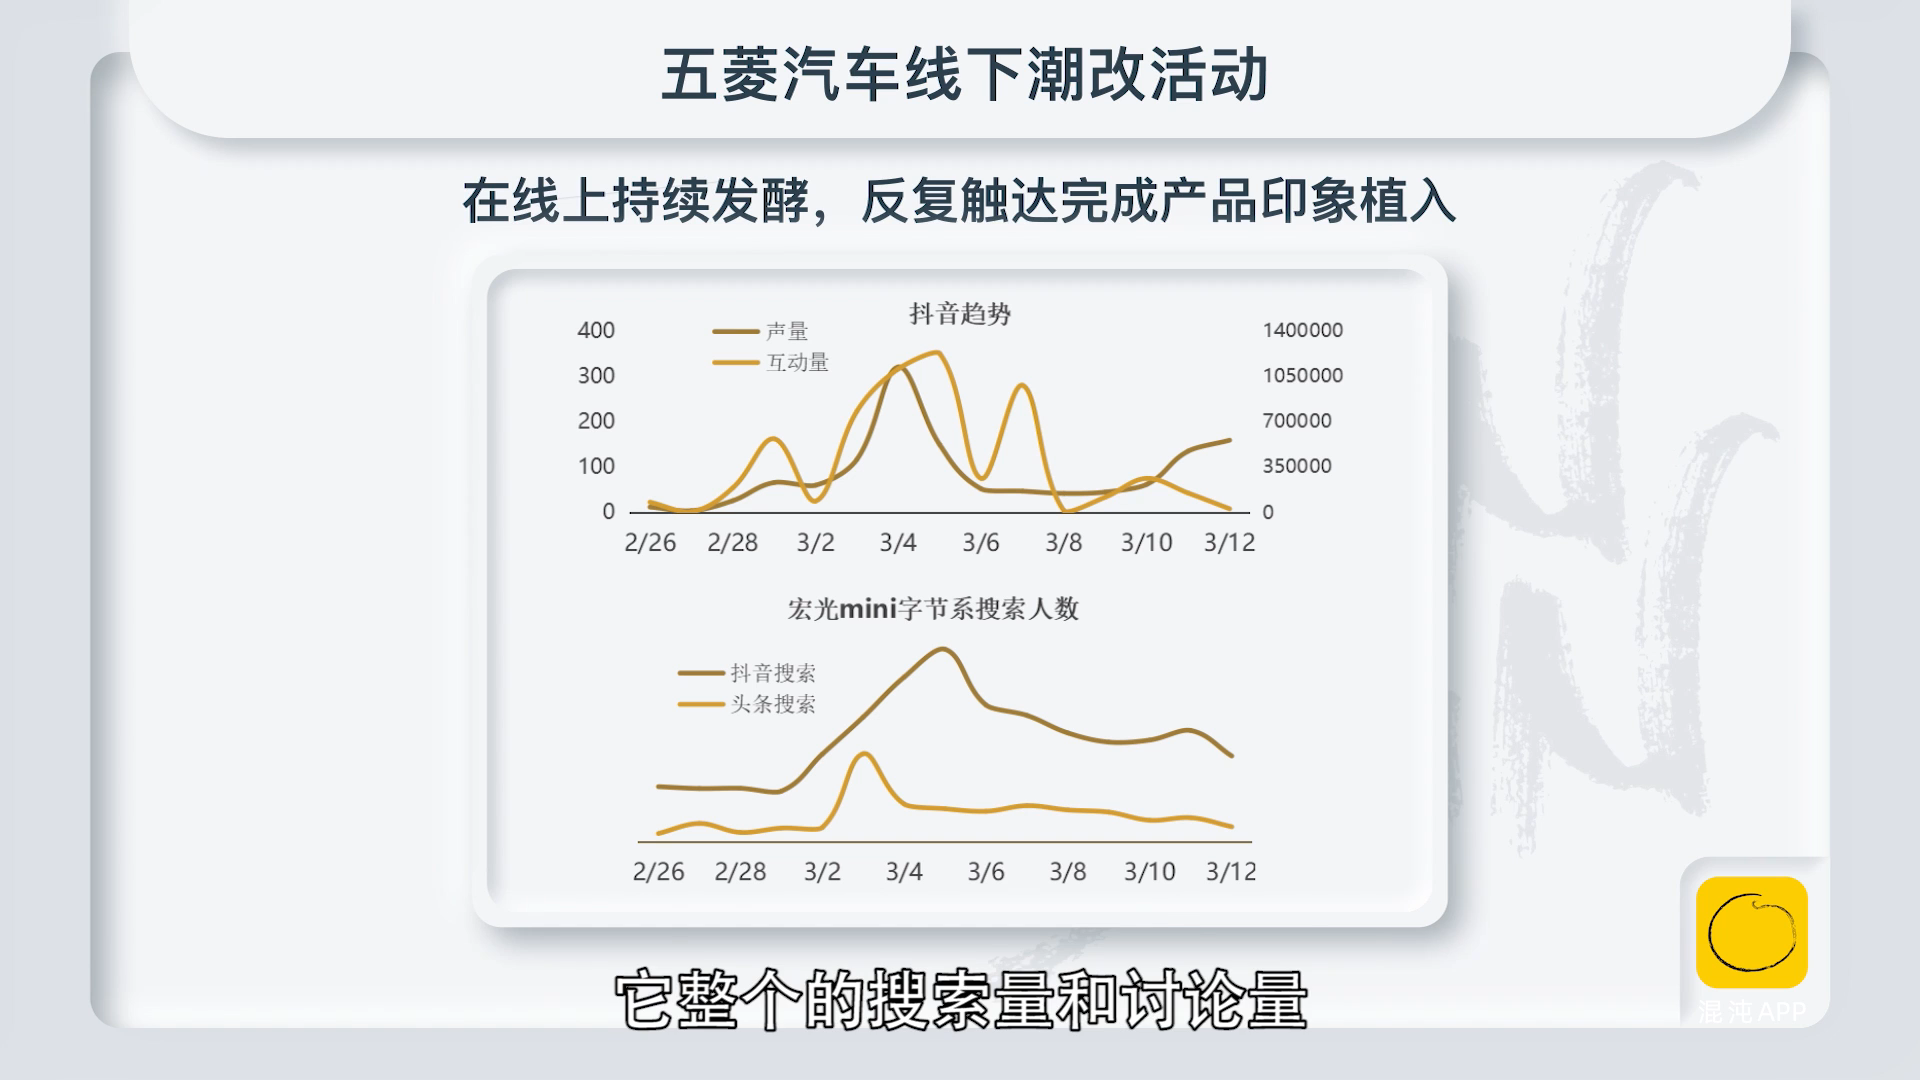 五菱汽车线下潮改活动
在线上持续发酵，反复触达完成产品印象植入
抖音趋势
声量
互动量
400
300
200
100
0
1400000
1050000
700000
350000
0
2/26 2/28 3/2 3/4 3/6 3/8 3/10 3/12
宏光mini字节系搜索人数
抖音搜索
头条搜索
2/26 2/28 3/2 3/4 3/6 3/8 3/10 3/12
它整个的搜索量和讨论量
混沌APP